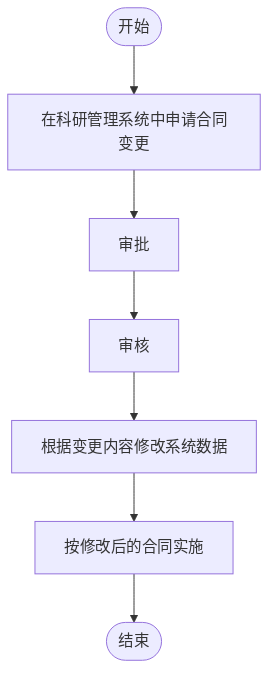 开始
在科研管理系统中申请合同
变更
审批
审核
根据变更内容修改系统数据
按修改后的合同实施
结束